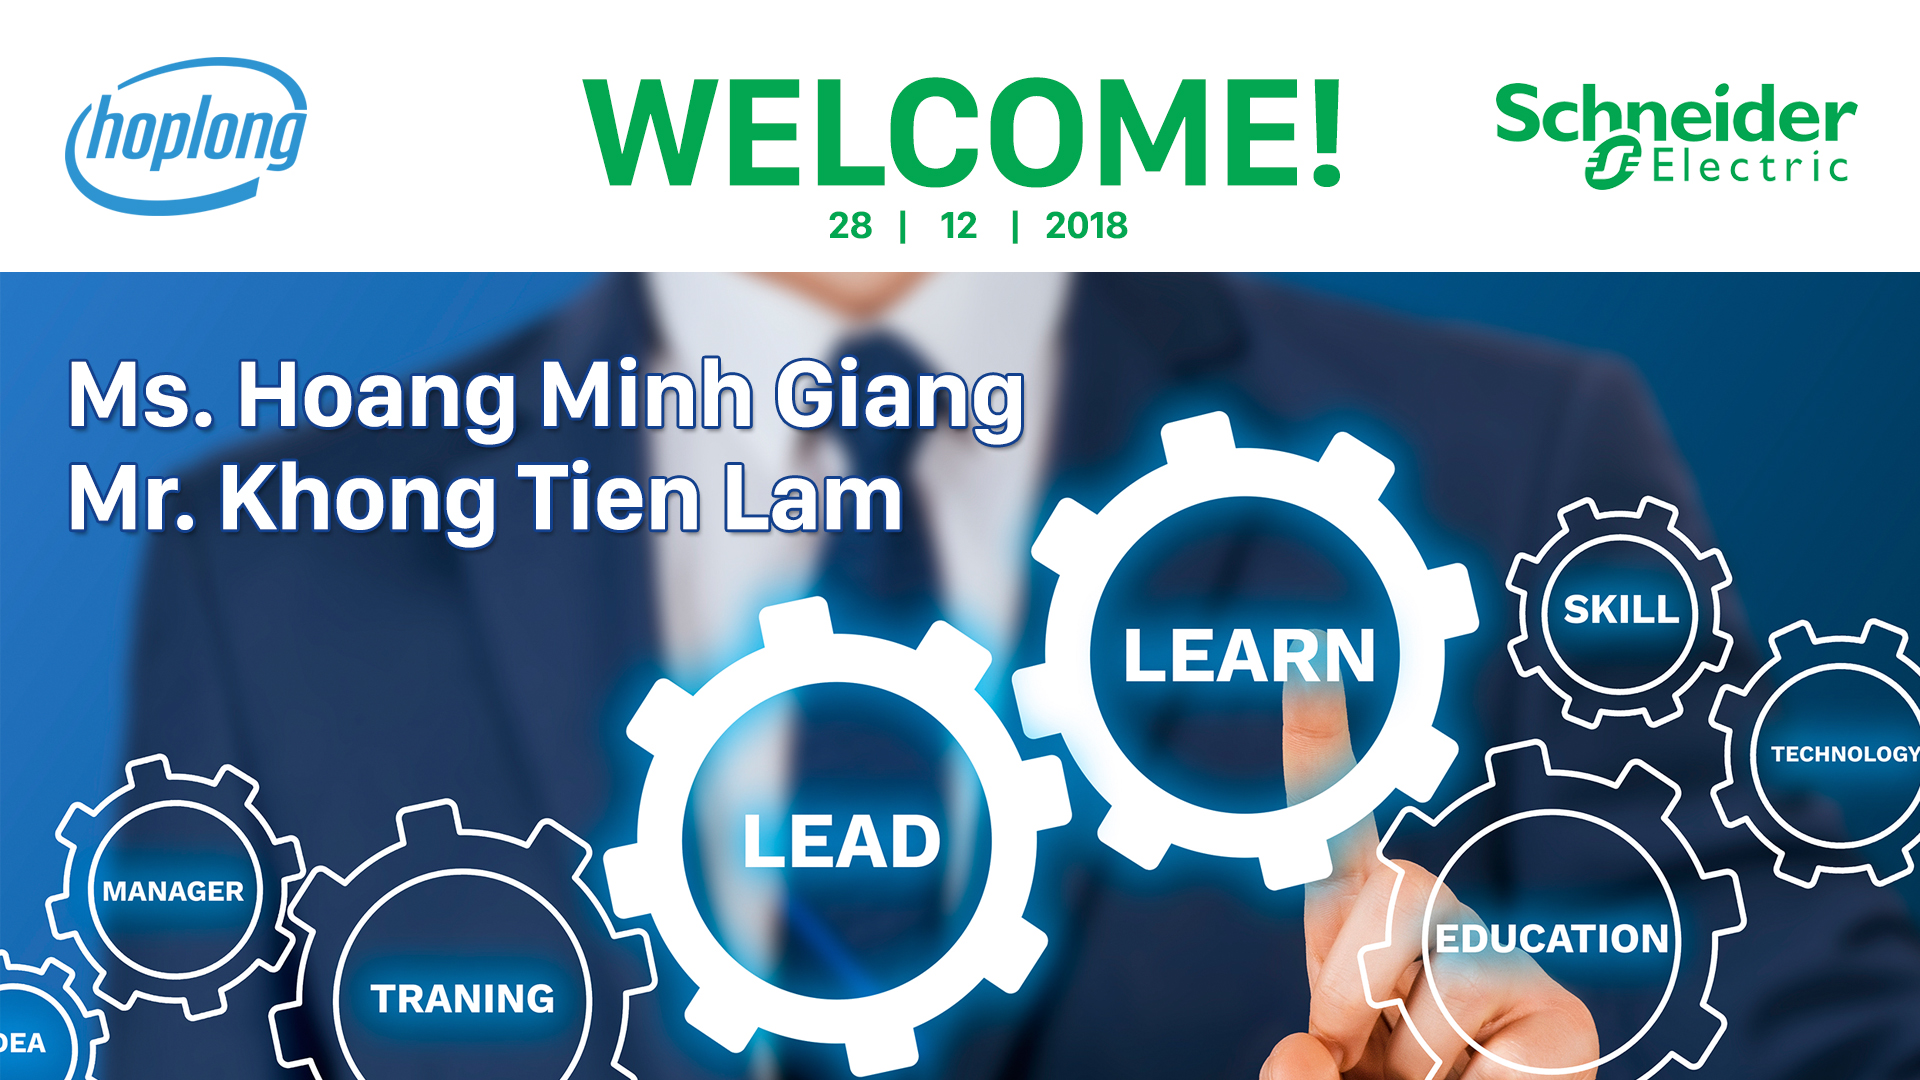 hoplong
WELCOME!
Schneider
Electric
28 | 12 | 2018
Ms. Hoang Minh Giang
Mr. Khong Tien Lam
LEARN
SKILL
TECHNOLOGY
LEAD
MANAGER
EDUCATION
TRANING
DEA